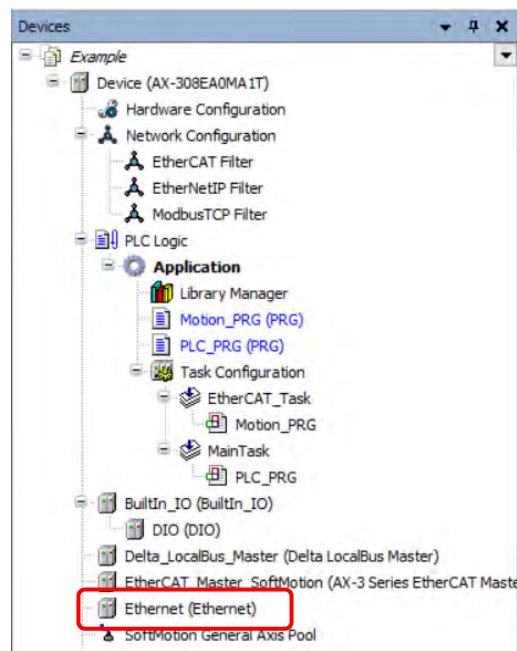 Devices
Example
Device (AX-308EA0MA1T)
Hardware Configuration
Network Configuration
EtherCAT Filter
EtherNetIP Filter
ModbusTCP Filter
PLC Logic
Application
Library Manager
Motion_PRG (PRG)
PLC_PRG (PRG)
Task Configuration
EtherCAT_Task
Motion_PRG
MainTask
PLC_PRG
BuiltIn_IO (BuiltIn_IO)
DIO (DIO)
Delta_LocalBus_Master (Delta LocalBus Master)
EtherCAT_Master_SoftMotion (AX-3 Series EtherCAT Maste
Ethernet (Ethernet)
SoftMotion General Axis Pool